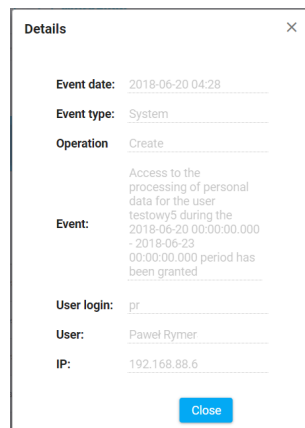 Details ×
Event date: 2018-06-20 04:28
Event type: System
Operation Create
Event: Access to the
processing of personal
data for the user
testowy5 during the
2018-06-20 00:00:00.000
- 2018-06-23
00:00:00.000 period has
been granted
User login: pr
User: Paweł Rymer
IP: 192.168.88.6
Close